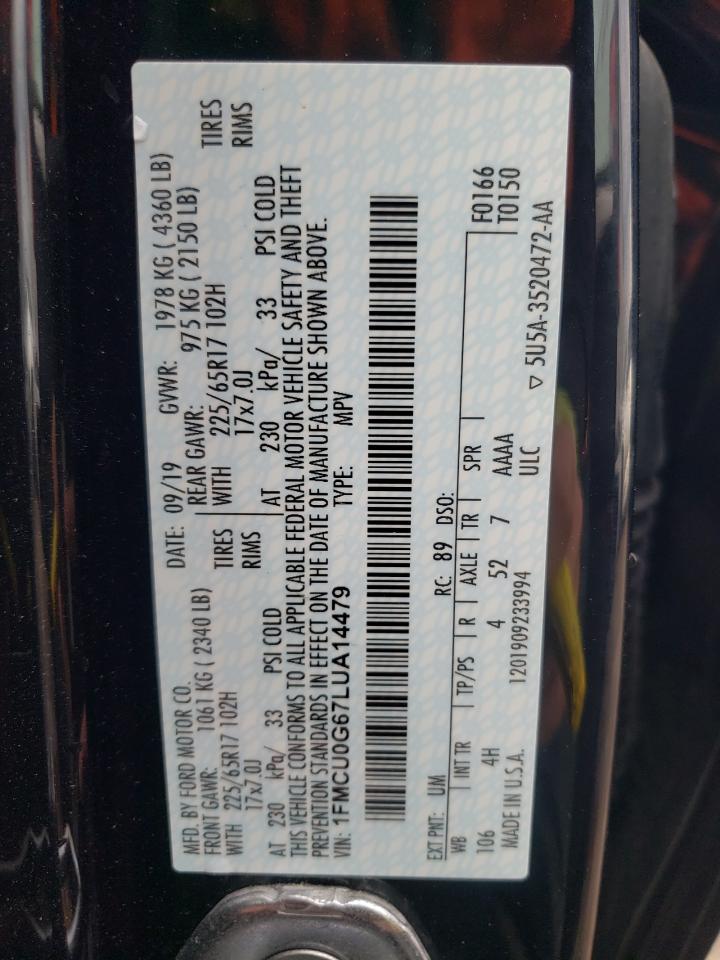 MFD. BY FORD MOTOR CO. DATE: 09/19 GVWR: 1978 KG ( 4360 LB)
FRONT GAWR: 1061 KG ( 2340 LB) REAR GAWR: 975 KG ( 2150 LB)
WITH 225/65R17 102H TIRES WITH 225/65R17 102H TIRES
17x7.0J RIMS 17x7.0J RIMS
AT 230 kPa/ 33 PSI COLD AT 230 kPa/ 33 PSI COLD
THIS VEHICLE CONFORMS TO ALL APPLICABLE FEDERAL MOTOR VEHICLE SAFETY AND THEFT
PREVENTION STANDARDS IN EFFECT ON THE DATE OF MANUFACTURE SHOWN ABOVE.
VIN: 1FMCU0G67LUA14479 TYPE: MPV
EXT PNT: UM RC: 89 DSO: F0166
WB INT TR TP/PS R AXLE TR SPR T0150
106 4H 4 52 7 AAAA
ULC
MADE IN U.S.A. 1201909233994 ▽ 5U5A-3520472-AA